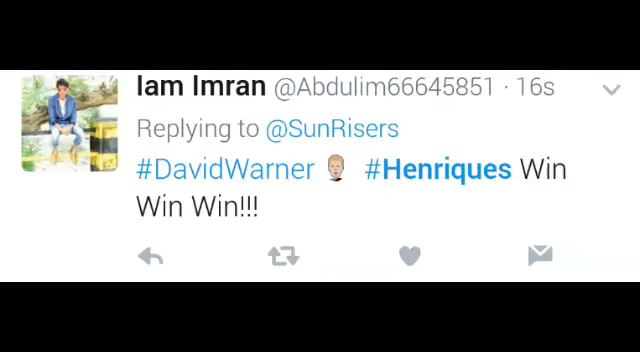 Iam Imran @Abdulim66645851 · 16s
Replying to @SunRisers
#DavidWarner #Henriques Win
Win Win!!!